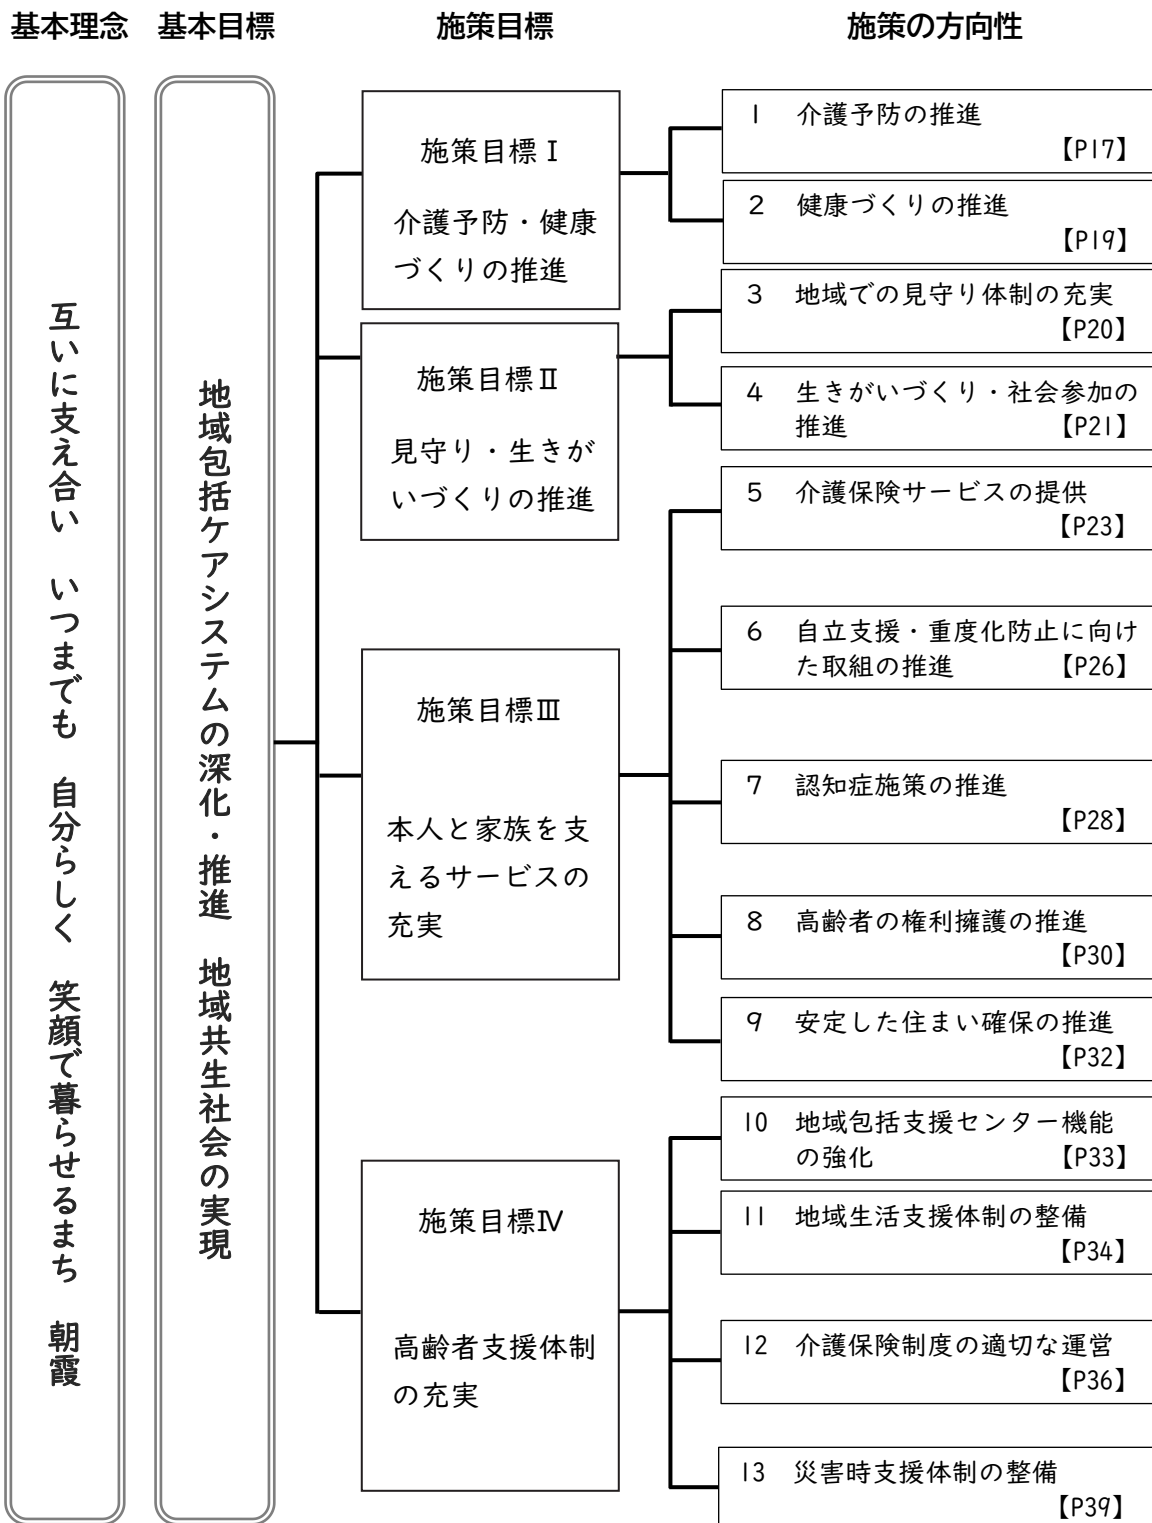 基本理念　基本目標　施策目標　施策の方向性
互いに支え合い　いつまでも　自分らしく　笑顔で暮らせるまち　朝霞
地域包括ケアシステムの深化・推進　地域共生社会の実現
施策目標Ⅰ
介護予防・健康
づくりの推進
1　介護予防の推進
【P17】
2　健康づくりの推進
【P19】
施策目標Ⅱ
見守り・生きが
いづくりの推進
3　地域での見守り体制の充実
【P20】
4　生きがいづくり・社会参加の
推進　【P21】
施策目標Ⅲ
本人と家族を支
えるサービスの
充実
5　介護保険サービスの提供
【P23】
6　自立支援・重度化防止に向け
た取組の推進　【P26】
7　認知症施策の推進
【P28】
8　高齢者の権利擁護の推進
【P30】
9　安定した住まい確保の推進
【P32】
施策目標Ⅳ
高齢者支援体制
の充実
10　地域包括支援センター機能
の強化　【P33】
11　地域生活支援体制の整備
【P34】
12　介護保険制度の適切な運営
【P36】
13　災害時支援体制の整備
【P39】